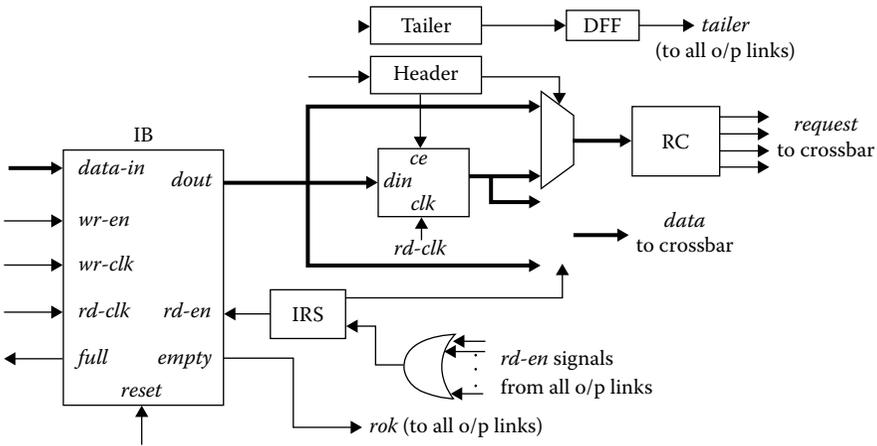 Tailer
DFF
tailer
(to all o/p links)
Header
IB
RC
request
to crossbar
data-in
dout
ce
din
clk
wr-en
data
to crossbar
rd-clk
wr-clk
rd-clk
rd-en
IRS
full
empty
rd-en signals
from all o/p links
reset
rok (to all o/p links)